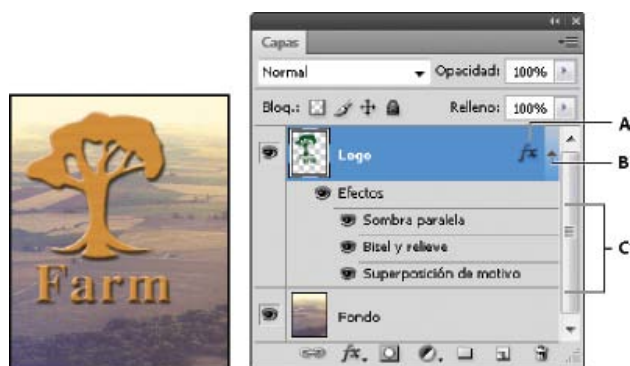 Farm
Capas
Normal Opacidad: 100%
Bloq.: Relleno: 100%
Logo fx A
B
Efectos
Sombra paralela
Bisel y relieve
Superposición de motivo
C
Fondo
fx.